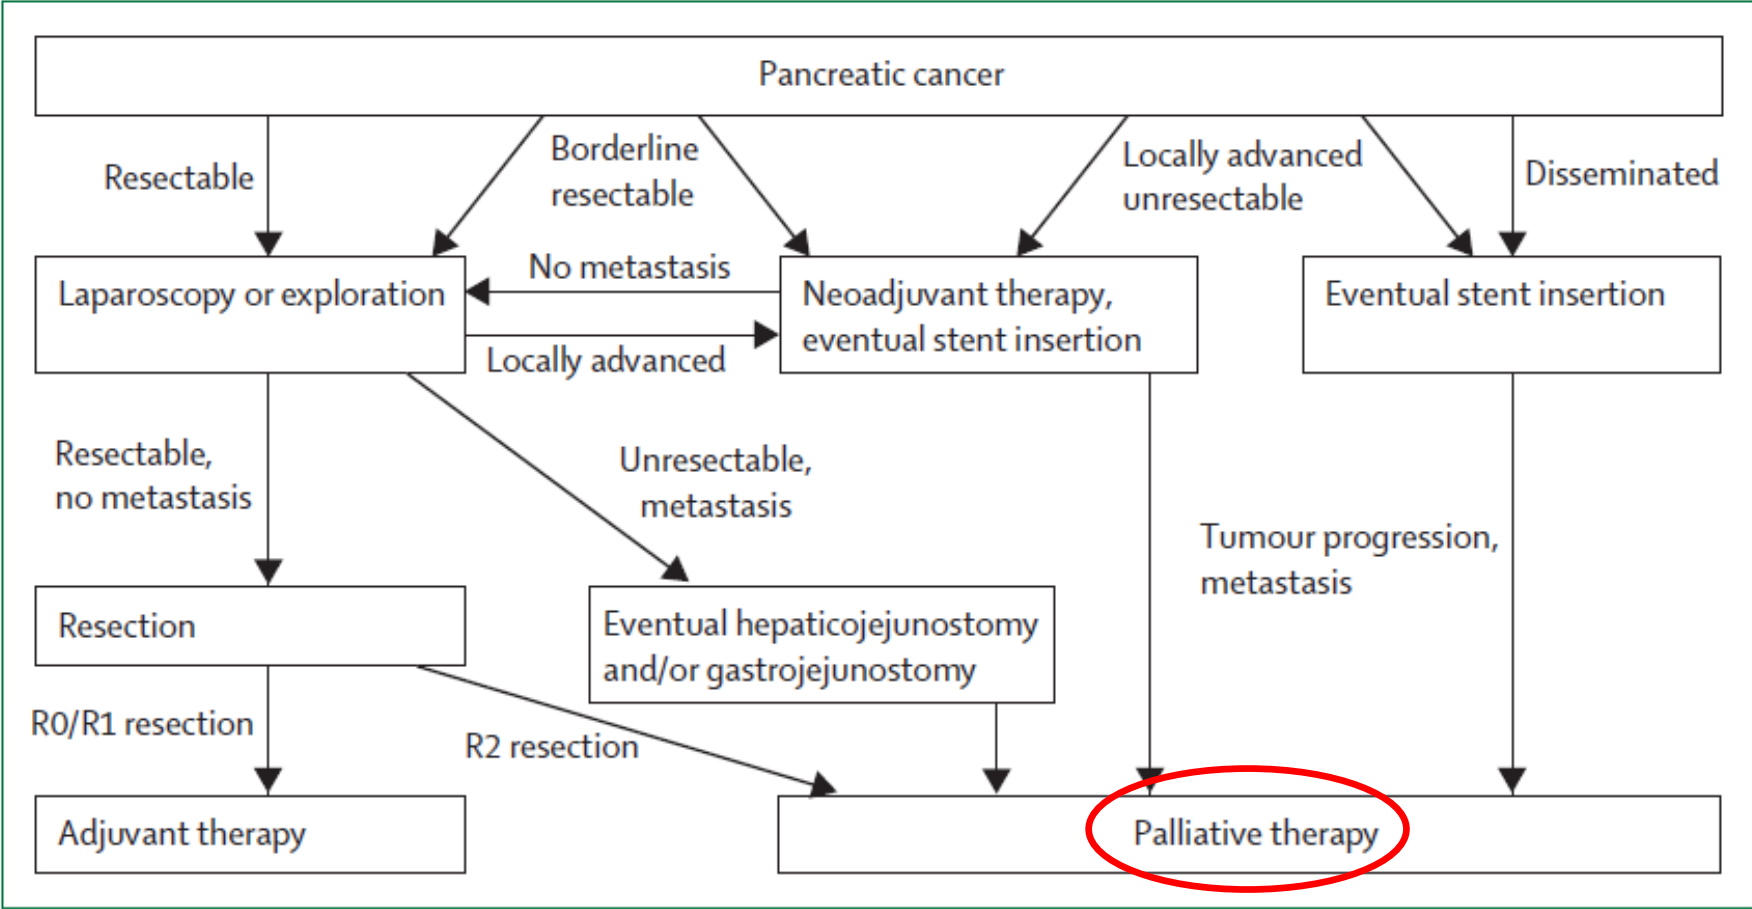 Pancreatic cancer
Resectable
Borderline
resectable
Locally advanced
unresectable
Disseminated
Laparoscopy or exploration
No metastasis
Locally advanced
Neoadjuvant therapy,
eventual stent insertion
Eventual stent insertion
Resectable,
no metastasis
Unresectable,
metastasis
Tumour progression,
metastasis
Resection
Eventual hepaticojejunostomy
and/or gastrojejunostomy
R0/R1 resection
R2 resection
Adjuvant therapy
Palliative therapy